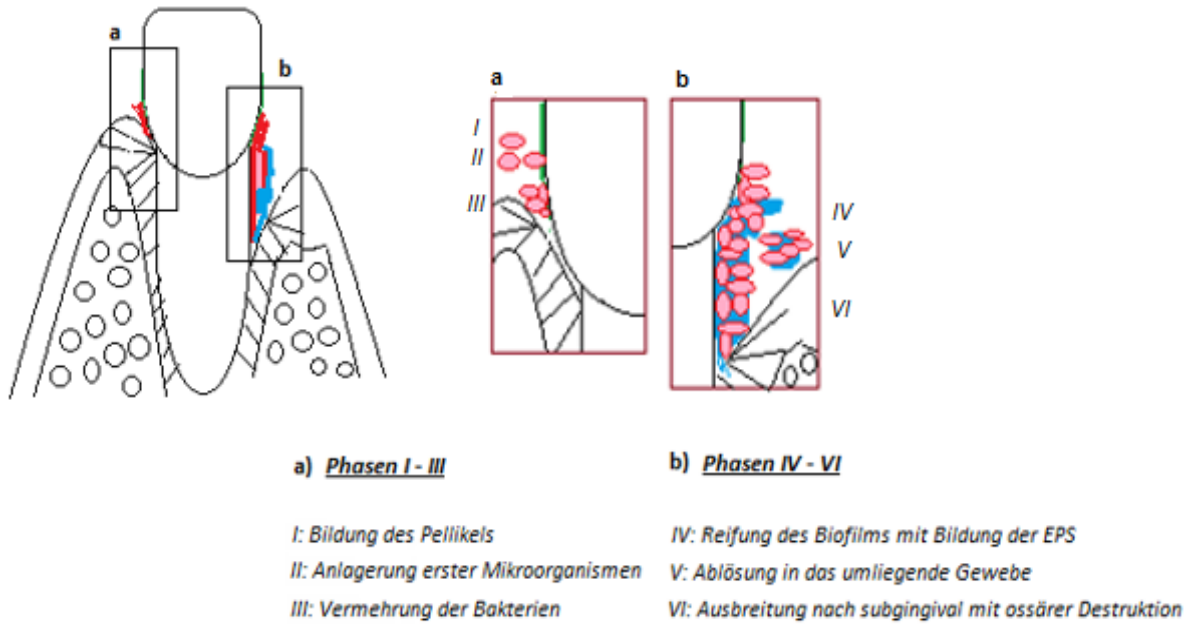 a
b
a
b
I
II
III
IV
V
VI
a) Phasen I - III
I: Bildung des Pellikels
II: Anlagerung erster Mikroorganismen
III: Vermehrung der Bakterien
b) Phasen IV - VI
IV: Reifung des Biofilms mit Bildung der EPS
V: Ablösung in das umliegende Gewebe
VI: Ausbreitung nach subgingival mit ossärer Destruktion